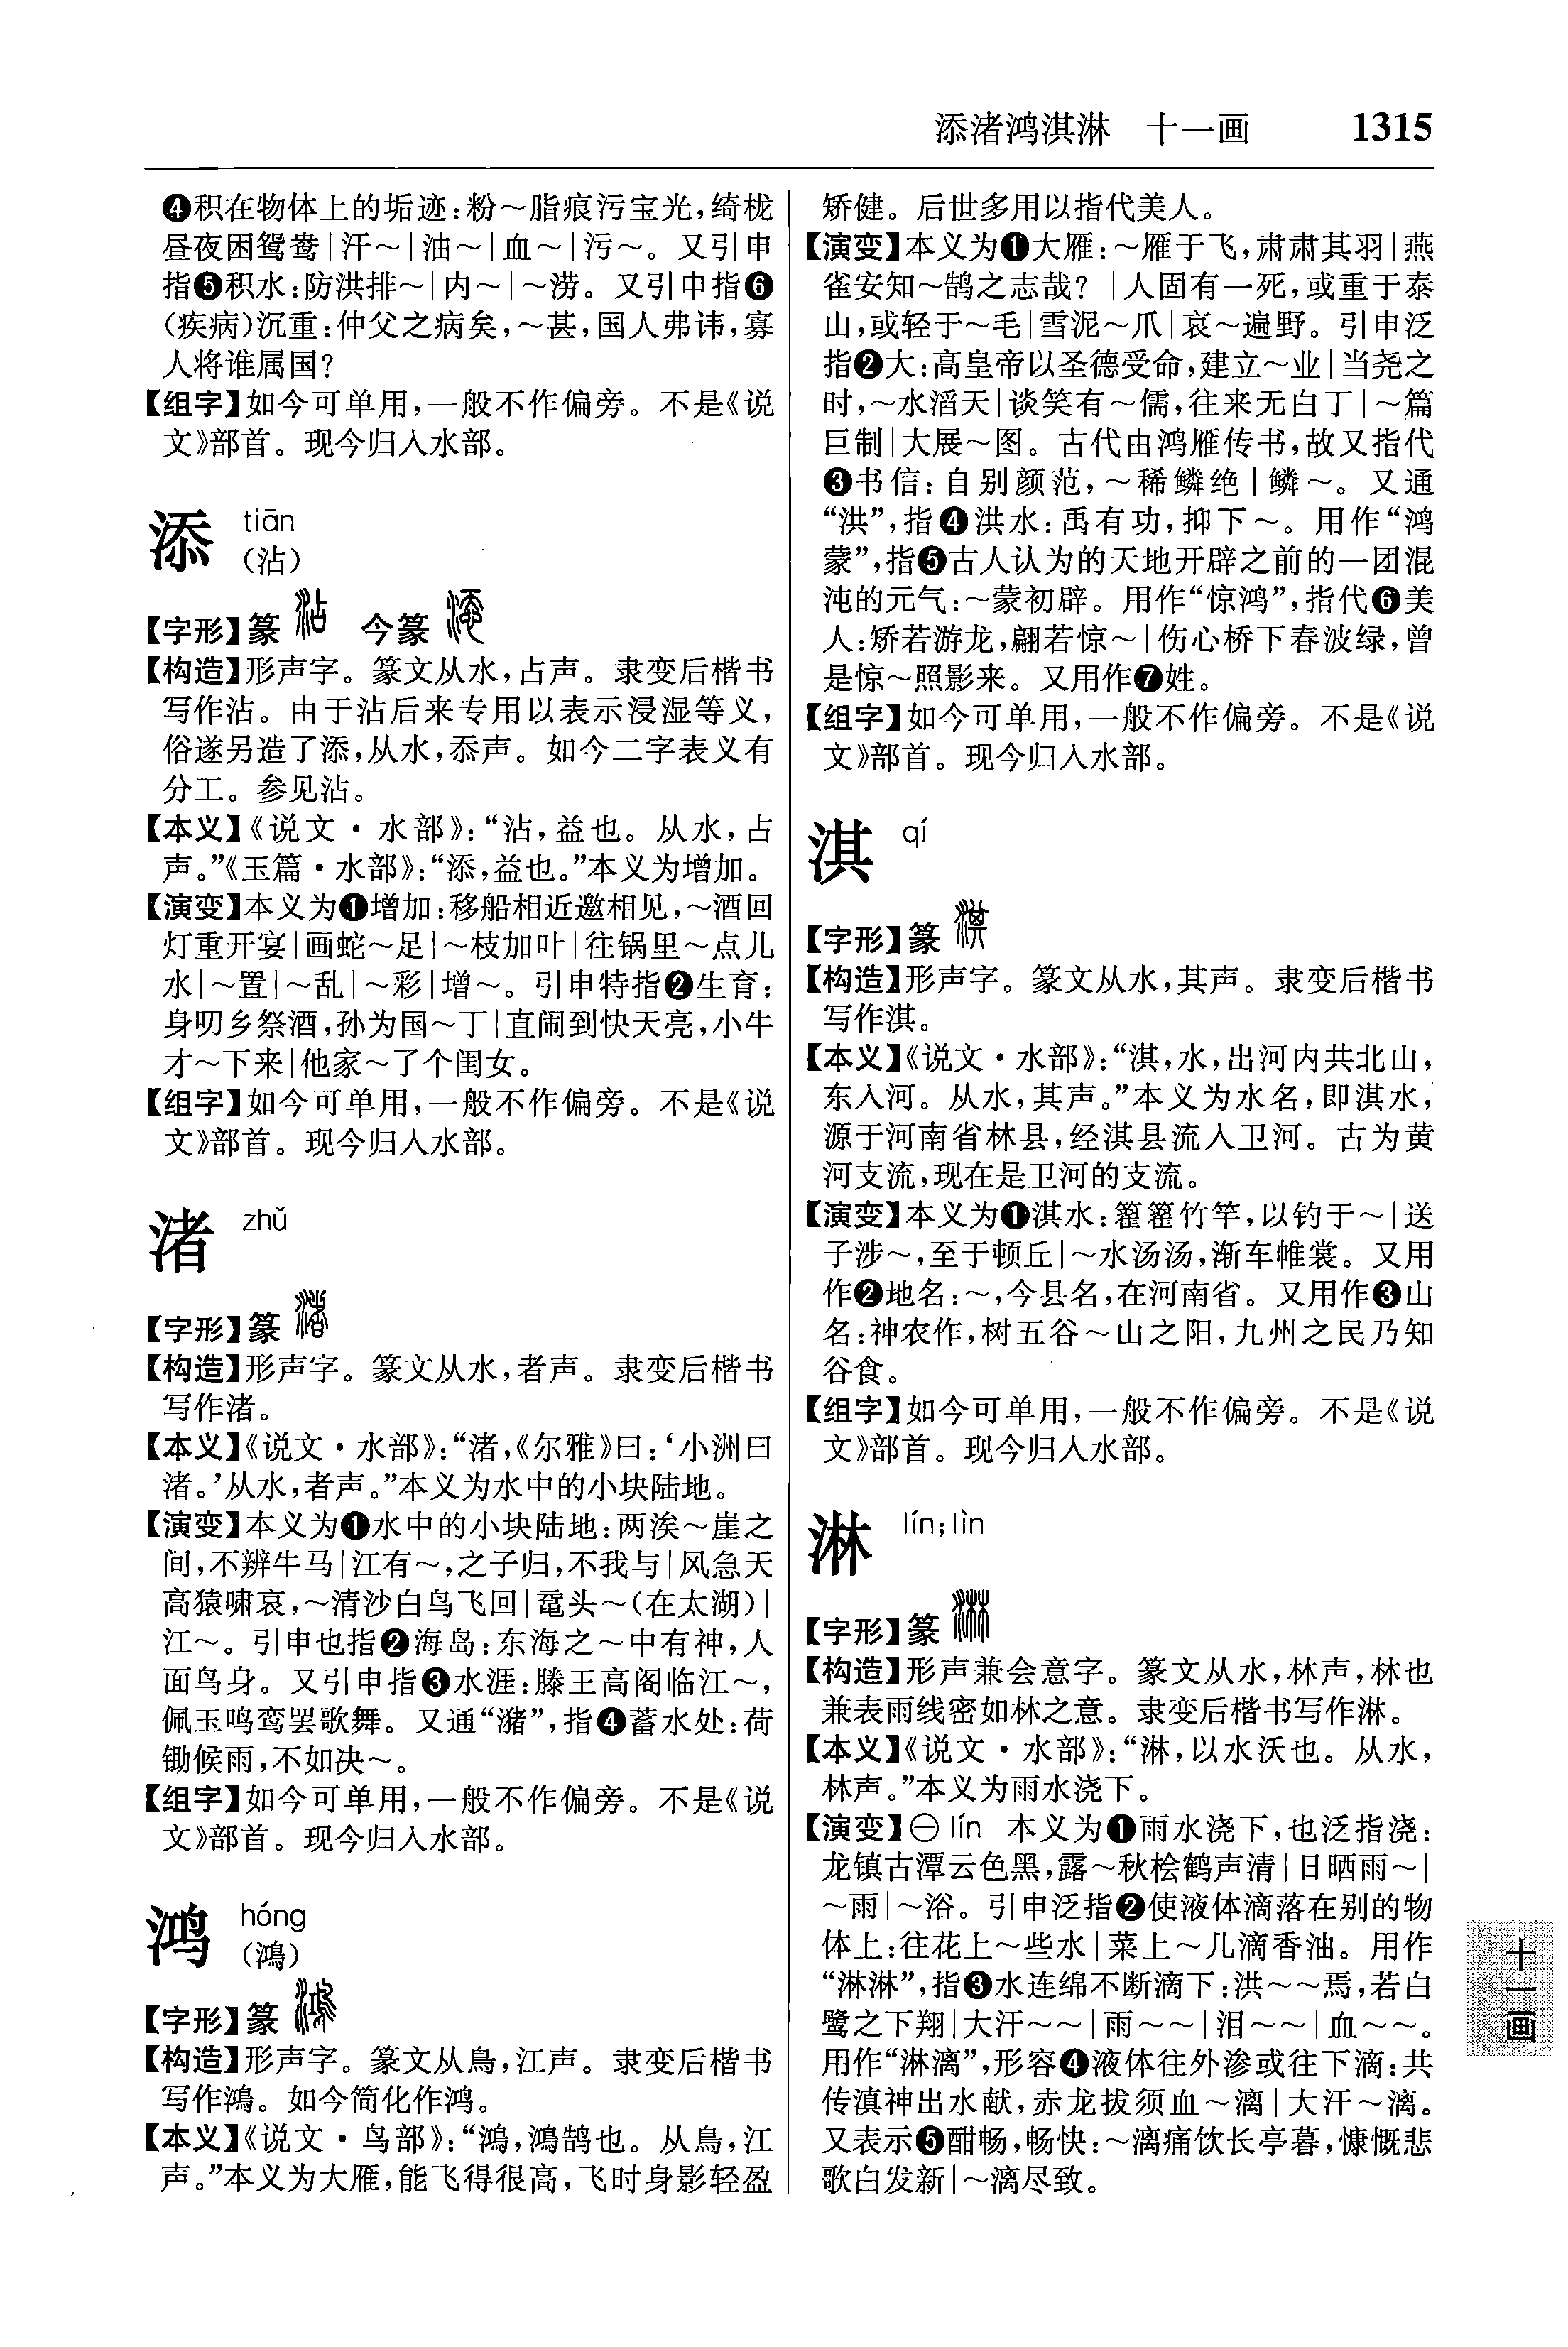 添渚鸿淇淋 十一画 1315
❹积在物体上的垢迹:粉～脂痕污宝光,绮栊
昼夜困鸳鸯|汗～|油～|血～|污～。又引申
指❺积水:防洪排～|内～|～涝。又引申指❻
(疾病)沉重:仲父之病矣,～甚,国人弗讳,寡
人将谁属国?
【组字】如今可单用,一般不作偏旁。不是《说
文》部首。现今归入水部。
添 tiān
(沾)
【字形】篆 今篆
【构造】形声字。篆文从水,占声。隶变后楷书
写作沾。由于沾后来专用以表示浸湿等义,
俗遂另造了添,从水,忝声。如今二字表义有
分工。参见沾。
【本义】《说文·水部》:“沾,益也。从水,占
声。”《玉篇·水部》:“添,益也。”本义为增加。
【演变】本义为❶增加:移船相近邀相见,～酒回
灯重开宴|画蛇～足|～枝加叶|往锅里～点儿
水|～置|～乱|～彩|增～。引申特指❷生育:
身叨乡祭酒,孙为国～丁|直闹到快天亮,小牛
才～下来|他家～了个闺女。
【组字】如今可单用,一般不作偏旁。不是《说
文》部首。现今归入水部。
渚 zhǔ
【字形】篆
【构造】形声字。篆文从水,者声。隶变后楷书
写作渚。
【本义】《说文·水部》:“渚,《尔雅》曰:‘小洲曰
渚。’从水,者声。”本义为水中的小块陆地。
【演变】本义为❶水中的小块陆地:两涘～崖之
间,不辨牛马|江有～,之子归,不我与|风急天
高猿啸哀,～清沙白鸟飞回|鼋头～(在太湖)|
江～。引申也指❷海岛:东海之～中有神,人
面鸟身。又引申指❸水涯:滕王高阁临江～,
佩玉鸣鸾罢歌舞。又通“潴”,指❹蓄水处:荷
锄候雨,不如决～。
【组字】如今可单用,一般不作偏旁。不是《说
文》部首。现今归入水部。
鸿 hóng
(鴻)
【字形】篆
【构造】形声字。篆文从鳥,江声。隶变后楷书
写作鴻。如今简化作鸿。
【本义】《说文·鸟部》:“鴻,鴻鹄也。从鳥,江
声。”本义为大雁,能飞得很高,飞时身影轻盈
矫健。后世多用以指代美人。
【演变】本义为❶大雁:～雁于飞,肃肃其羽|燕
雀安知～鹄之志哉?|人固有一死,或重于泰
山,或轻于～毛|雪泥～爪|哀～遍野。引申泛
指❷大:高皇帝以圣德受命,建立～业|当尧之
时,～水滔天|谈笑有～儒,往来无白丁|～篇
巨制|大展～图。古代由鸿雁传书,故又指代
❸书信:自别颜范,～稀鳞绝|鳞～。又通
“洪”,指❹洪水:禹有功,抑下～。用作“鸿
蒙”,指❺古人认为的天地开辟之前的一团混
沌的元气:～蒙初辟。用作“惊鸿”,指代❻美
人:矫若游龙,翩若惊～|伤心桥下春波绿,曾
是惊～照影来。又用作❼姓。
【组字】如今可单用,一般不作偏旁。不是《说
文》部首。现今归入水部。
淇 qí
【字形】篆
【构造】形声字。篆文从水,其声。隶变后楷书
写作淇。
【本义】《说文·水部》:“淇,水,出河内共北山,
东入河。从水,其声。”本义为水名,即淇水,
源于河南省林县,经淇县流入卫河。古为黄
河支流,现在是卫河的支流。
【演变】本义为❶淇水:籊籊竹竿,以钓于～|送
子涉～,至于顿丘|～水汤汤,渐车帷裳。又用
作❷地名:～,今县名,在河南省。又用作❸山
名:神农作,树五谷～山之阳,九州之民乃知
谷食。
【组字】如今可单用,一般不作偏旁。不是《说
文》部首。现今归入水部。
淋 lín;lìn
【字形】篆
【构造】形声兼会意字。篆文从水,林声,林也
兼表雨线密如林之意。隶变后楷书写作淋。
【本义】《说文·水部》:“淋,以水沃也。从水,
林声。”本义为雨水浇下。
【演变】㊀lín 本义为❶雨水浇下,也泛指浇:
龙镇古潭云色黑,露～秋桧鹤声清|日晒雨～|
～雨|～浴。引申泛指❷使液体滴落在别的物
体上:往花上～些水|菜上～几滴香油。用作
“淋淋”,指❸水连绵不断滴下:洪～～焉,若白
鹭之下翔|大汗～～|雨～～|泪～～|血～～。
用作“淋漓”,形容❹液体往外渗或往下滴:共
传滇神出水献,赤龙拔须血～漓|大汗～漓。
又表示❺酣畅,畅快:～漓痛饮长亭暮,慷慨悲
歌白发新|～漓尽致。
十一画